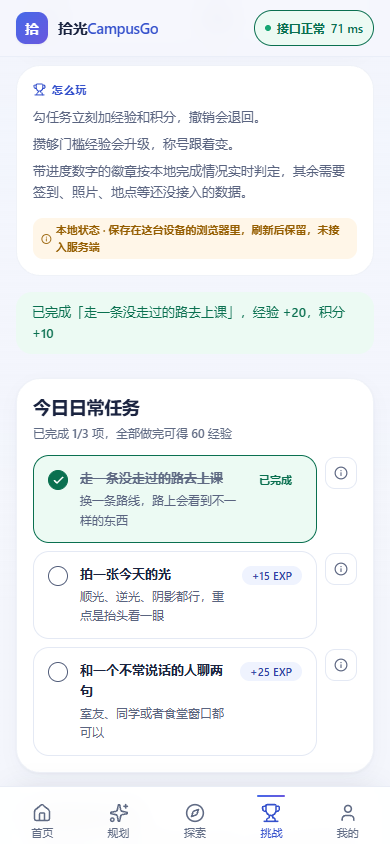 拾 拾光CampusGo 接口正常 71 ms
怎么玩
勾任务立刻加经验和积分，撤销会退回。
攒够门槛经验会升级，称号跟着变。
带进度数字的徽章按本地完成情况实时判定，其余需要
签到、照片、地点等还没接入的数据。
本地状态 · 保存在这台设备的浏览器里，刷新后保留，未接
入服务端
已完成「走一条没走过的路去上课」，经验 +20，积分
+10
今日日常任务
已完成 1/3 项，全部做完可得 60 经验
走一条没走过的路去上课 已完成
换一条路线，路上会看到不一
样的东西
拍一张今天的光 +15 EXP
顺光、逆光、阴影都行，重
点是抬头看一眼
和一个不常说话的人聊两 +25 EXP
句
室友、同学或者食堂窗口都
可以
首页 规划 探索 挑战 我的